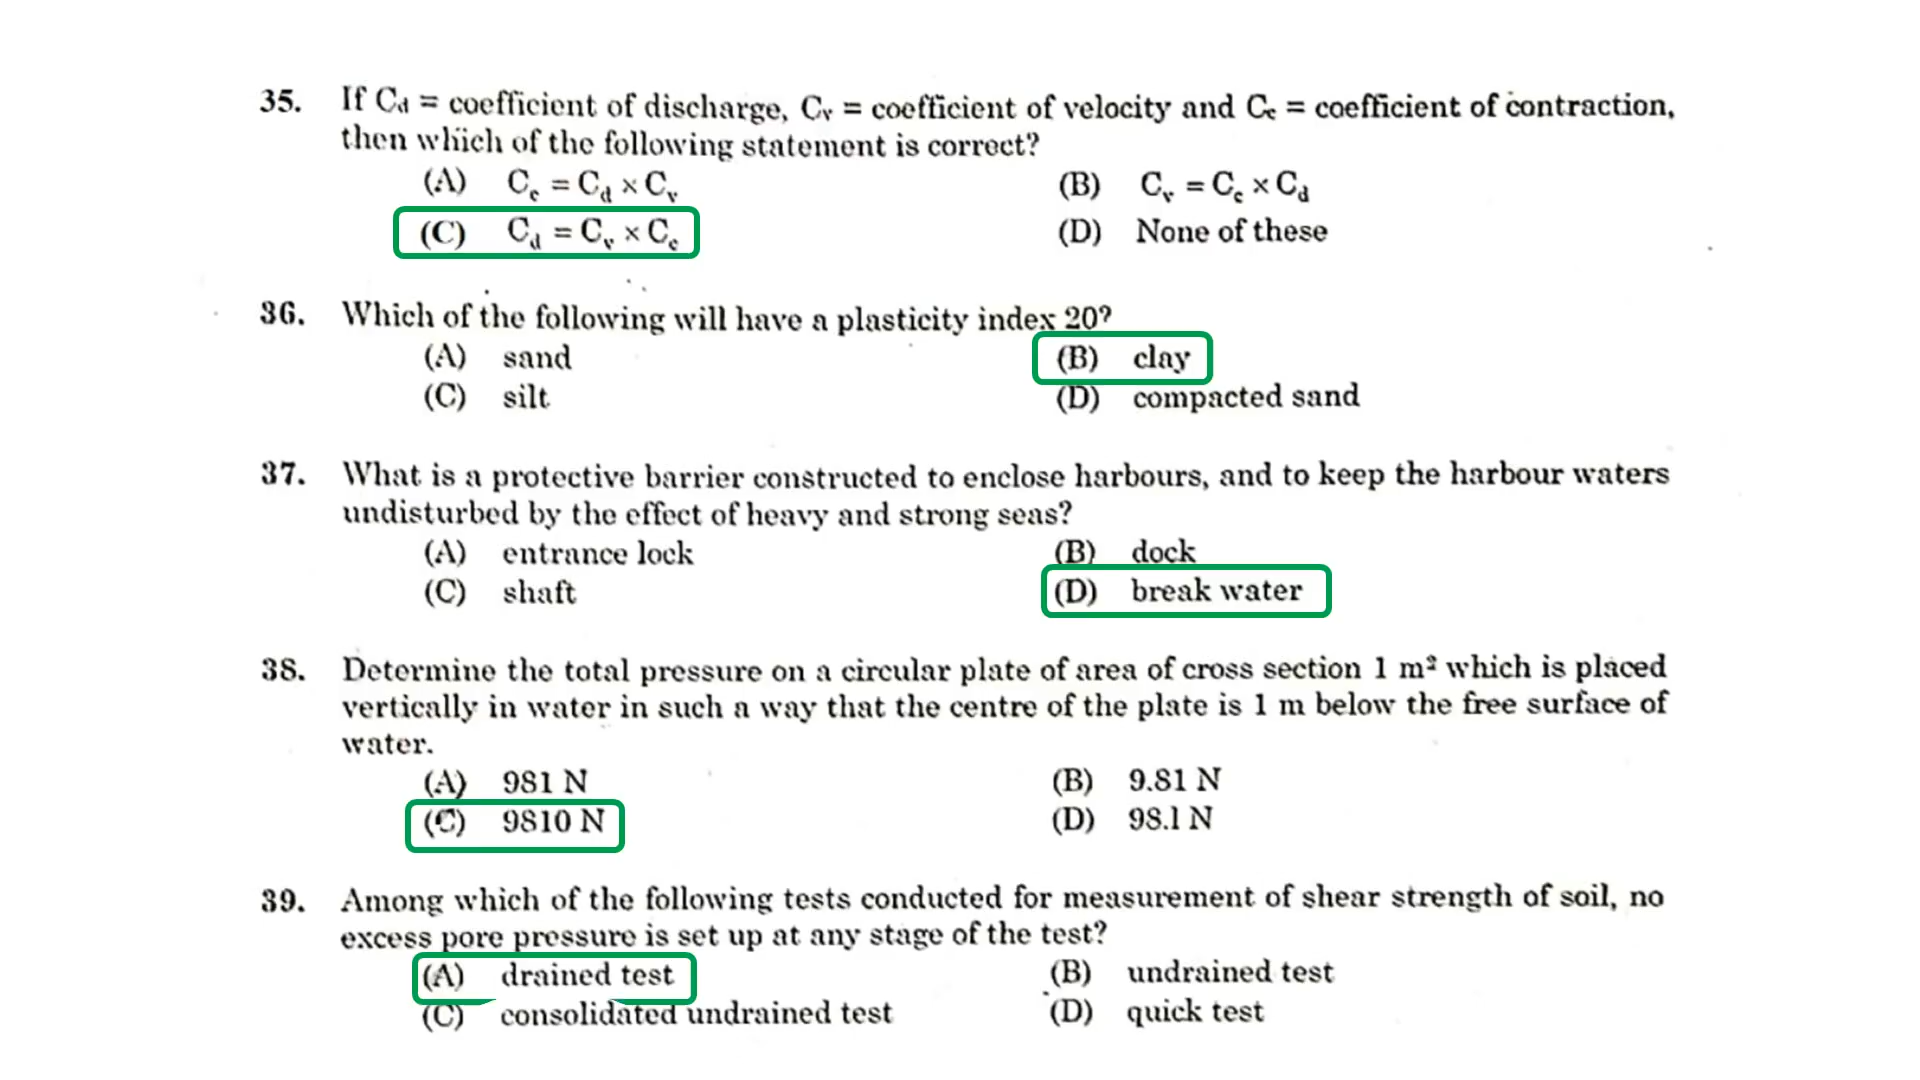 35. If Cd = coefficient of discharge, Cv = coefficient of velocity and Cc = coefficient of contraction,
then which of the following statement is correct?
(A) Cc = Cd × Cv (B) Cv = Cc × Cd
(C) Cd = Cv × Cc (D) None of these
36. Which of the following will have a plasticity index 20?
(A) sand (B) clay
(C) silt (D) compacted sand
37. What is a protective barrier constructed to enclose harbours, and to keep the harbour waters
undisturbed by the effect of heavy and strong seas?
(A) entrance lock (B) dock
(C) shaft (D) break water
38. Determine the total pressure on a circular plate of area of cross section 1 m² which is placed
vertically in water in such a way that the centre of the plate is 1 m below the free surface of
water.
(A) 981 N (B) 9.81 N
(C) 9810 N (D) 98.1 N
39. Among which of the following tests conducted for measurement of shear strength of soil, no
excess pore pressure is set up at any stage of the test?
(A) drained test (B) undrained test
(C) consolidated undrained test (D) quick test